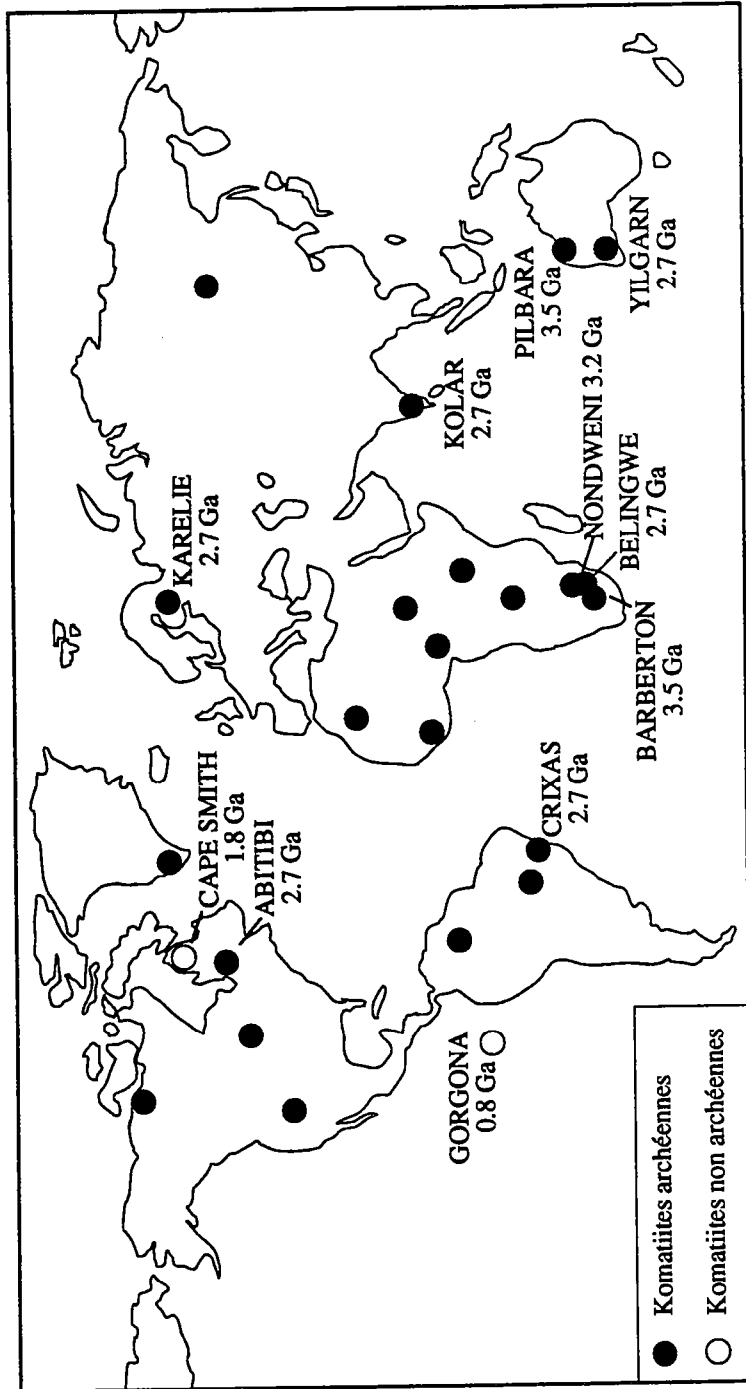 CAPE SMITH
1.8 Ga
ABITIBI
2.7 Ga
KARELIE
2.7 Ga
KOLAR
2.7 Ga
PILBARA
3.5 Ga
YILGARN
2.7 Ga
NONDWENI 3.2 Ga
BELINGWE
2.7 Ga
BARBERTON
3.5 Ga
CRIXAS
2.7 Ga
GORGONA
0.8 Ga
Komatiites archéennes
Komatiites non archéennes